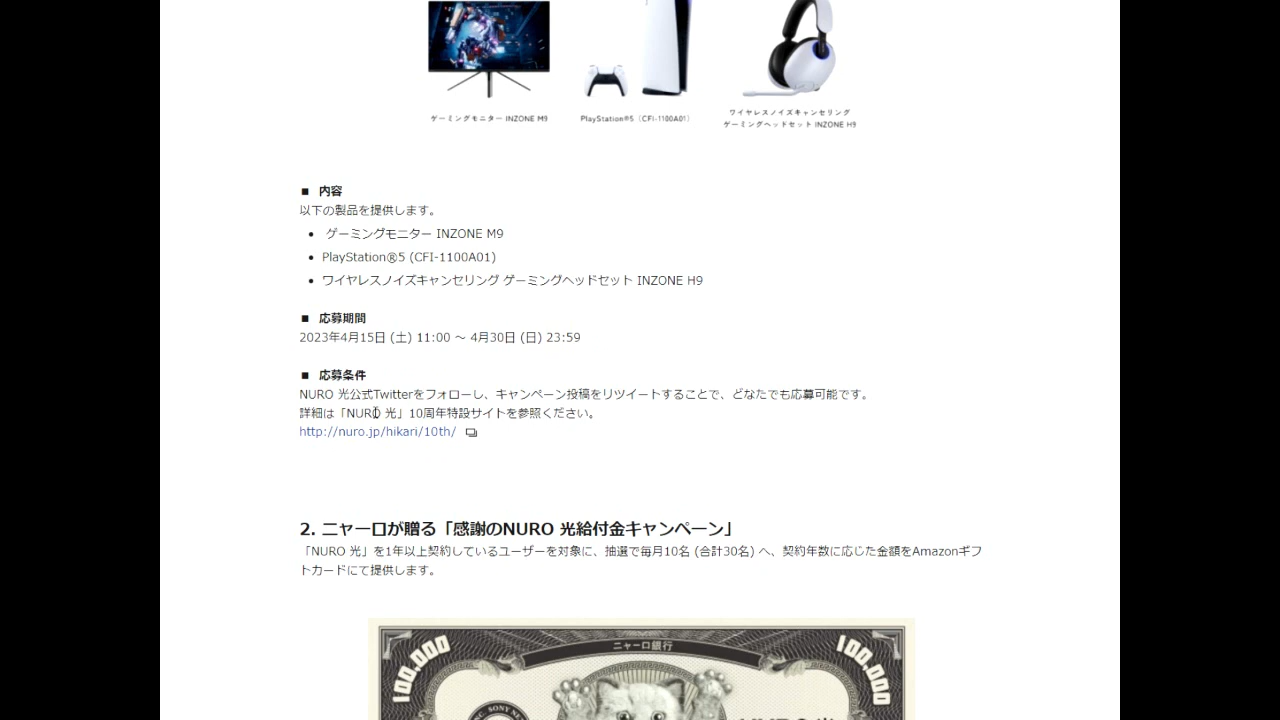 ゲーミングモニター INZONE M9
PlayStation®5（CFI-1100A01）
ワイヤレスノイズキャンセリング
ゲーミングヘッドセット INZONE H9
■ 内容
以下の製品を提供します。
• ゲーミングモニター INZONE M9
• PlayStation®5 (CFI-1100A01)
• ワイヤレスノイズキャンセリング ゲーミングヘッドセット INZONE H9
■ 応募期間
2023年4月15日 (土) 11:00 ～ 4月30日 (日) 23:59
■ 応募条件
NURO 光公式Twitterをフォローし、キャンペーン投稿をリツイートすることで、どなたでも応募可能です。
詳細は「NURO 光」10周年特設サイトを参照ください。
http://nuro.jp/hikari/10th/
2. ニャーロが贈る「感謝のNURO 光給付金キャンペーン」
「NURO 光」を1年以上契約しているユーザーを対象に、抽選で毎月10名 (合計30名) へ、契約年数に応じた金額をAmazonギフ
トカードにて提供します。
100,000
ニャーロ銀行
100,000